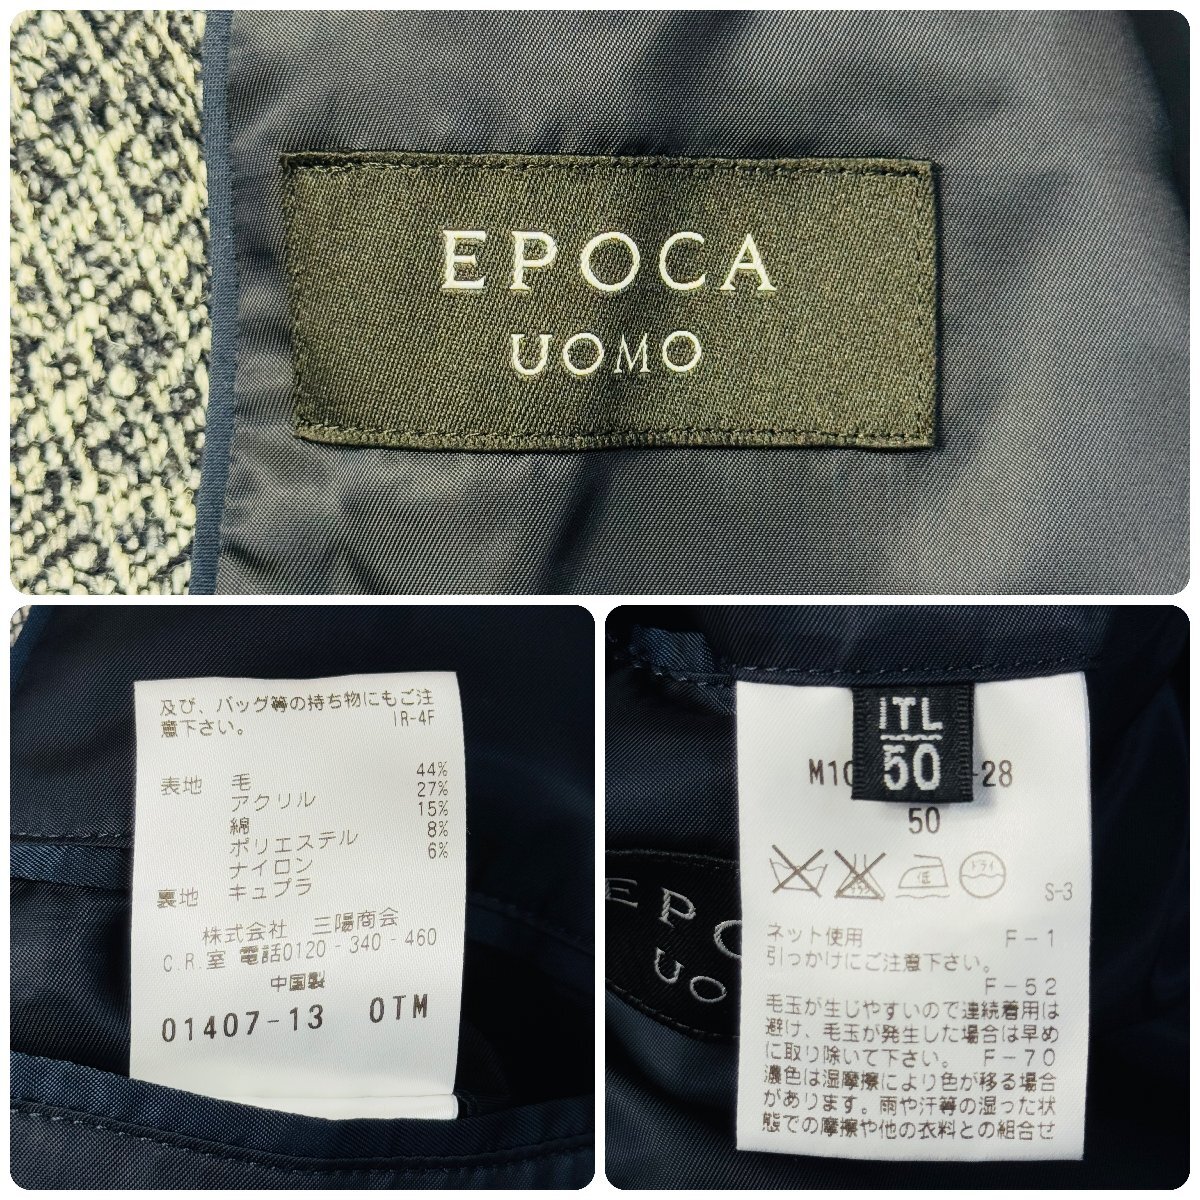 EPOCA
UOMO
及び、バッグ等の持ち物にもご注
意下さい。 IR-4F
表地 毛 44%
アクリル 27%
綿 15%
ポリエステル 8%
ナイロン 6%
裏地 キュプラ
株式会社 三陽商会
C.R.室 電話0120-340-460
中国製
01407-13 OTM
ITL
50
M10 -28
50
低
ドライ
S-3
ネット使用 F-1
引っかけにご注意下さい。
F-52
毛玉が生じやすいので連続着用は
避け、毛玉が発生した場合は早め
に取り除いて下さい。 F-70
濃色は湿摩擦により色が移る場合
があります。雨や汗等の湿った状
態での摩擦や他の衣料との組合せ
EPO
UO